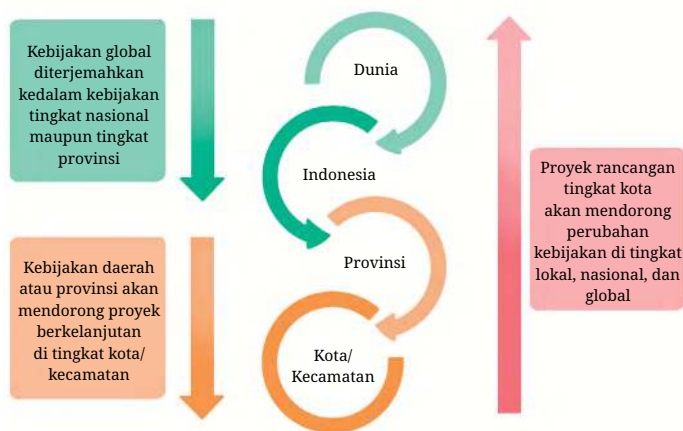 Kebijakan global
diterjemahkan
kedalam kebijakan
tingkat nasional
maupun tingkat
provinsi
Kebijakan daerah
atau provinsi akan
mendorong proyek
berkelanjutan
di tingkat kota/
kecamatan
Dunia
Indonesia
Provinsi
Kota/
Kecamatan
Proyek rancangan
tingkat kota
akan mendorong
perubahan
kebijakan di tingkat
lokal, nasional, dan
global